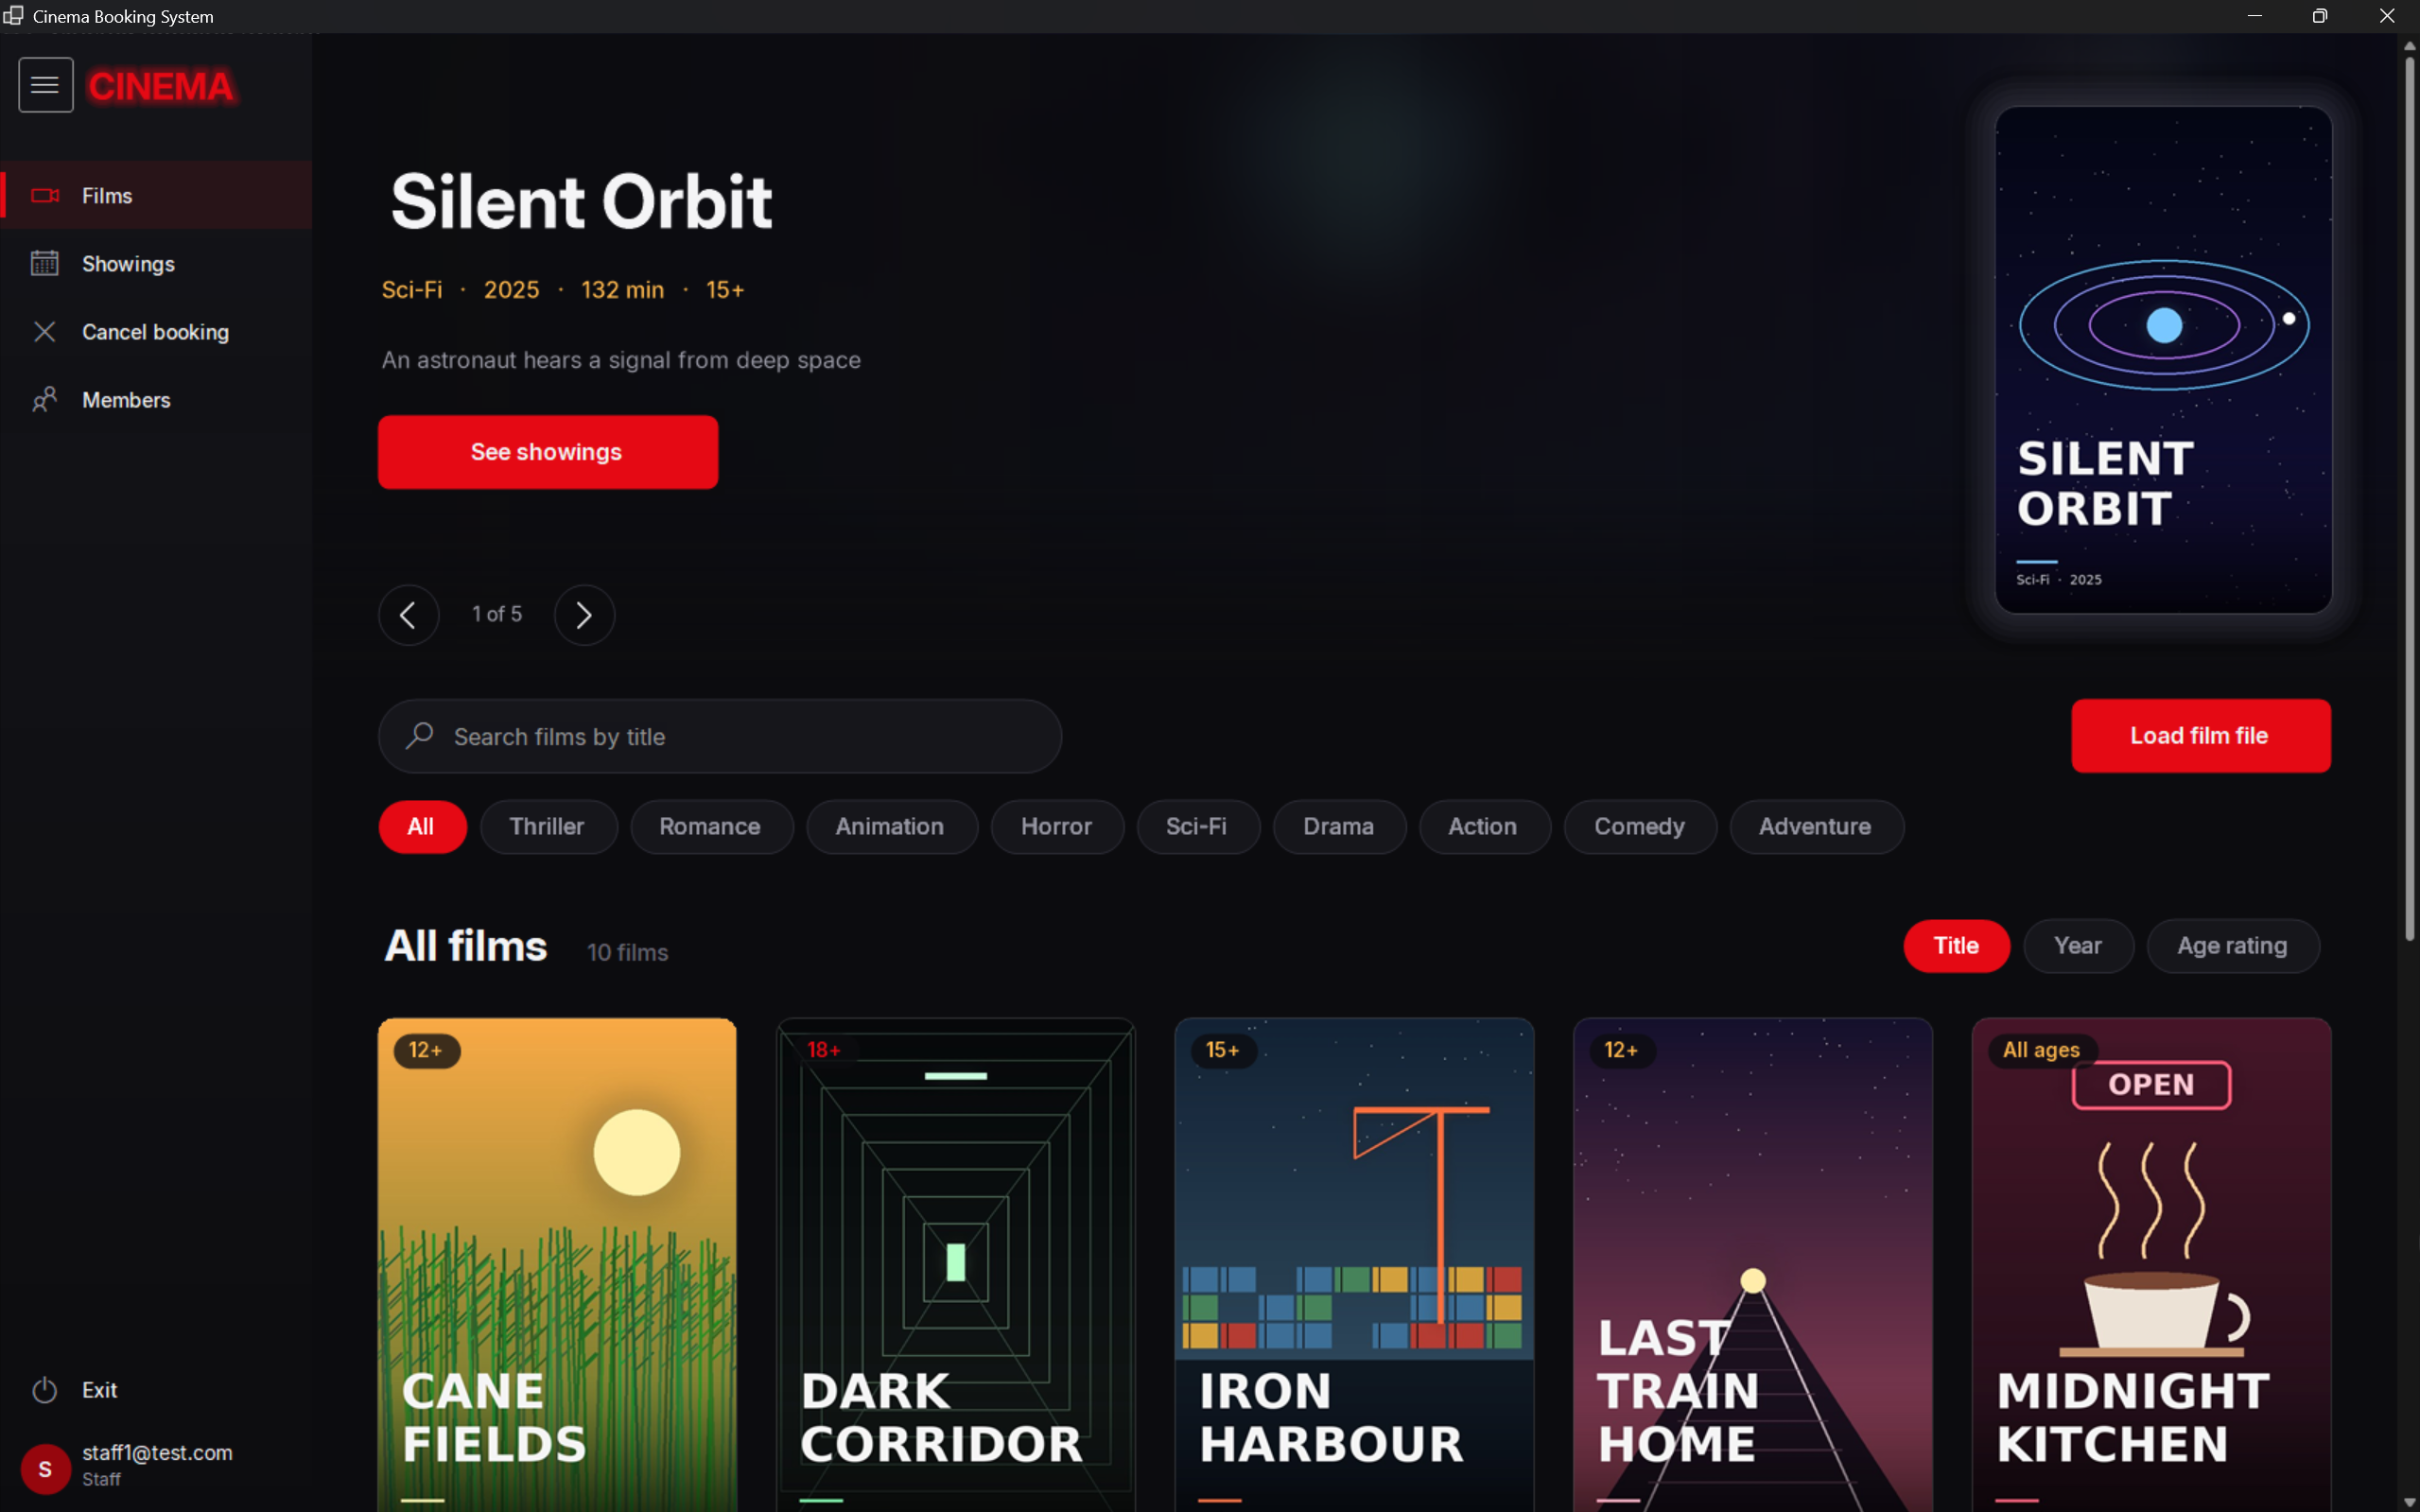 Cinema Booking System
CINEMA
Films
Showings
Cancel booking
Members
Exit
S
staff1@test.com
Staff
Silent Orbit
Sci-Fi · 2025 · 132 min · 15+
An astronaut hears a signal from deep space
See showings
1 of 5
SILENT
ORBIT
Sci-Fi · 2025
Search films by title
Load film file
All Thriller Romance Animation Horror Sci-Fi Drama Action Comedy Adventure
All films 10 films
Title Year Age rating
12+
CANE
FIELDS
18+
DARK
CORRIDOR
15+
IRON
HARBOUR
12+
LAST
TRAIN
HOME
All ages
OPEN
MIDNIGHT
KITCHEN